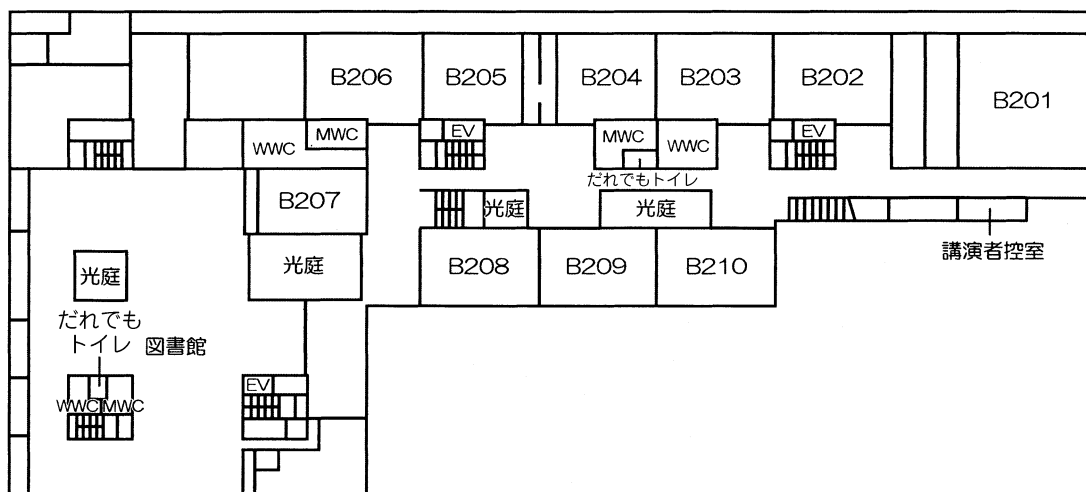 B206
B205
B204
B203
B202
B201
MWC
WWC
EV
MWC
WWC
EV
だれでもトイレ
B207
光庭
光庭
講演者控室
光庭
光庭
B208
B209
B210
だれでも
トイレ
図書館
EV
WWC
MWC